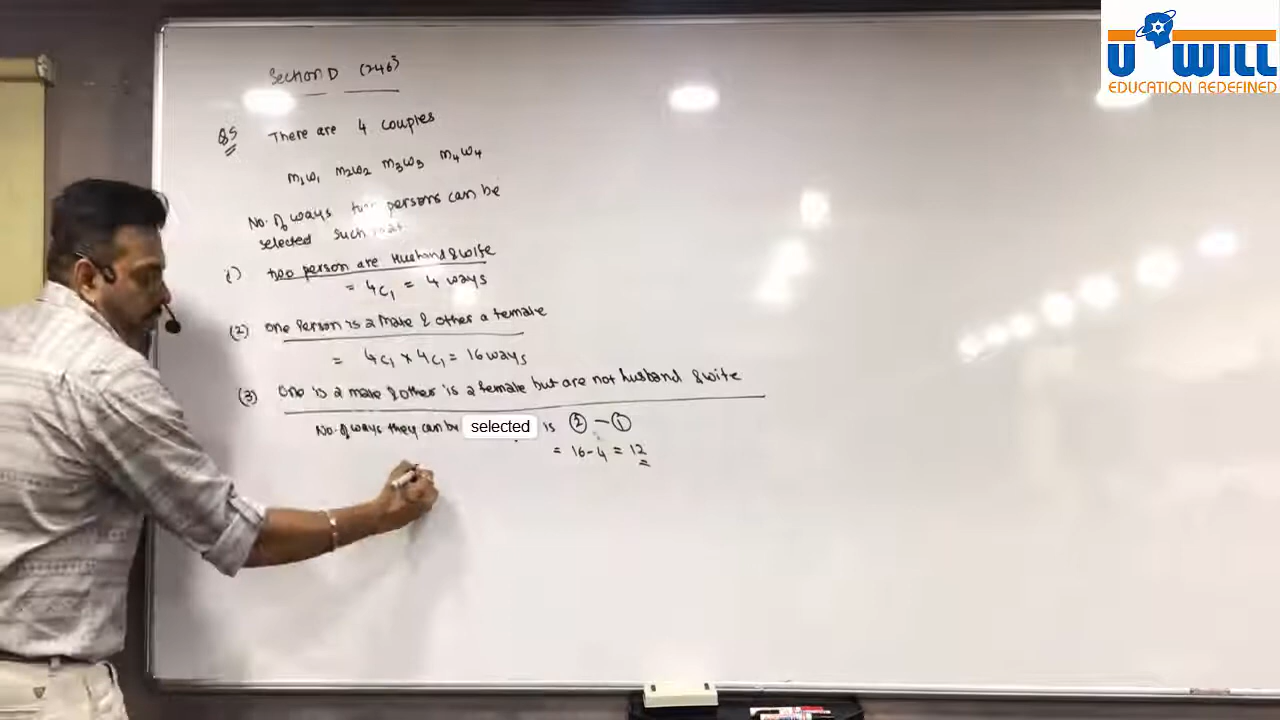 U WILL
EDUCATION REDEFINED
Section D (246)
Q5 There are 4 couples
m₁w₁ m₂w₂ m₃w₃ m₄w₄
No. of ways two persons can be
selected such that
1) two person are Husband & wife
= 4C₁ = 4 ways
(2) One Person is a male & other a female
= 4C₁ × 4C₁ = 16 ways
(3) One is a male & other is a female but are not husband & wife
No. of ways they can be selected is ② - ①
= 16 - 4 = 12